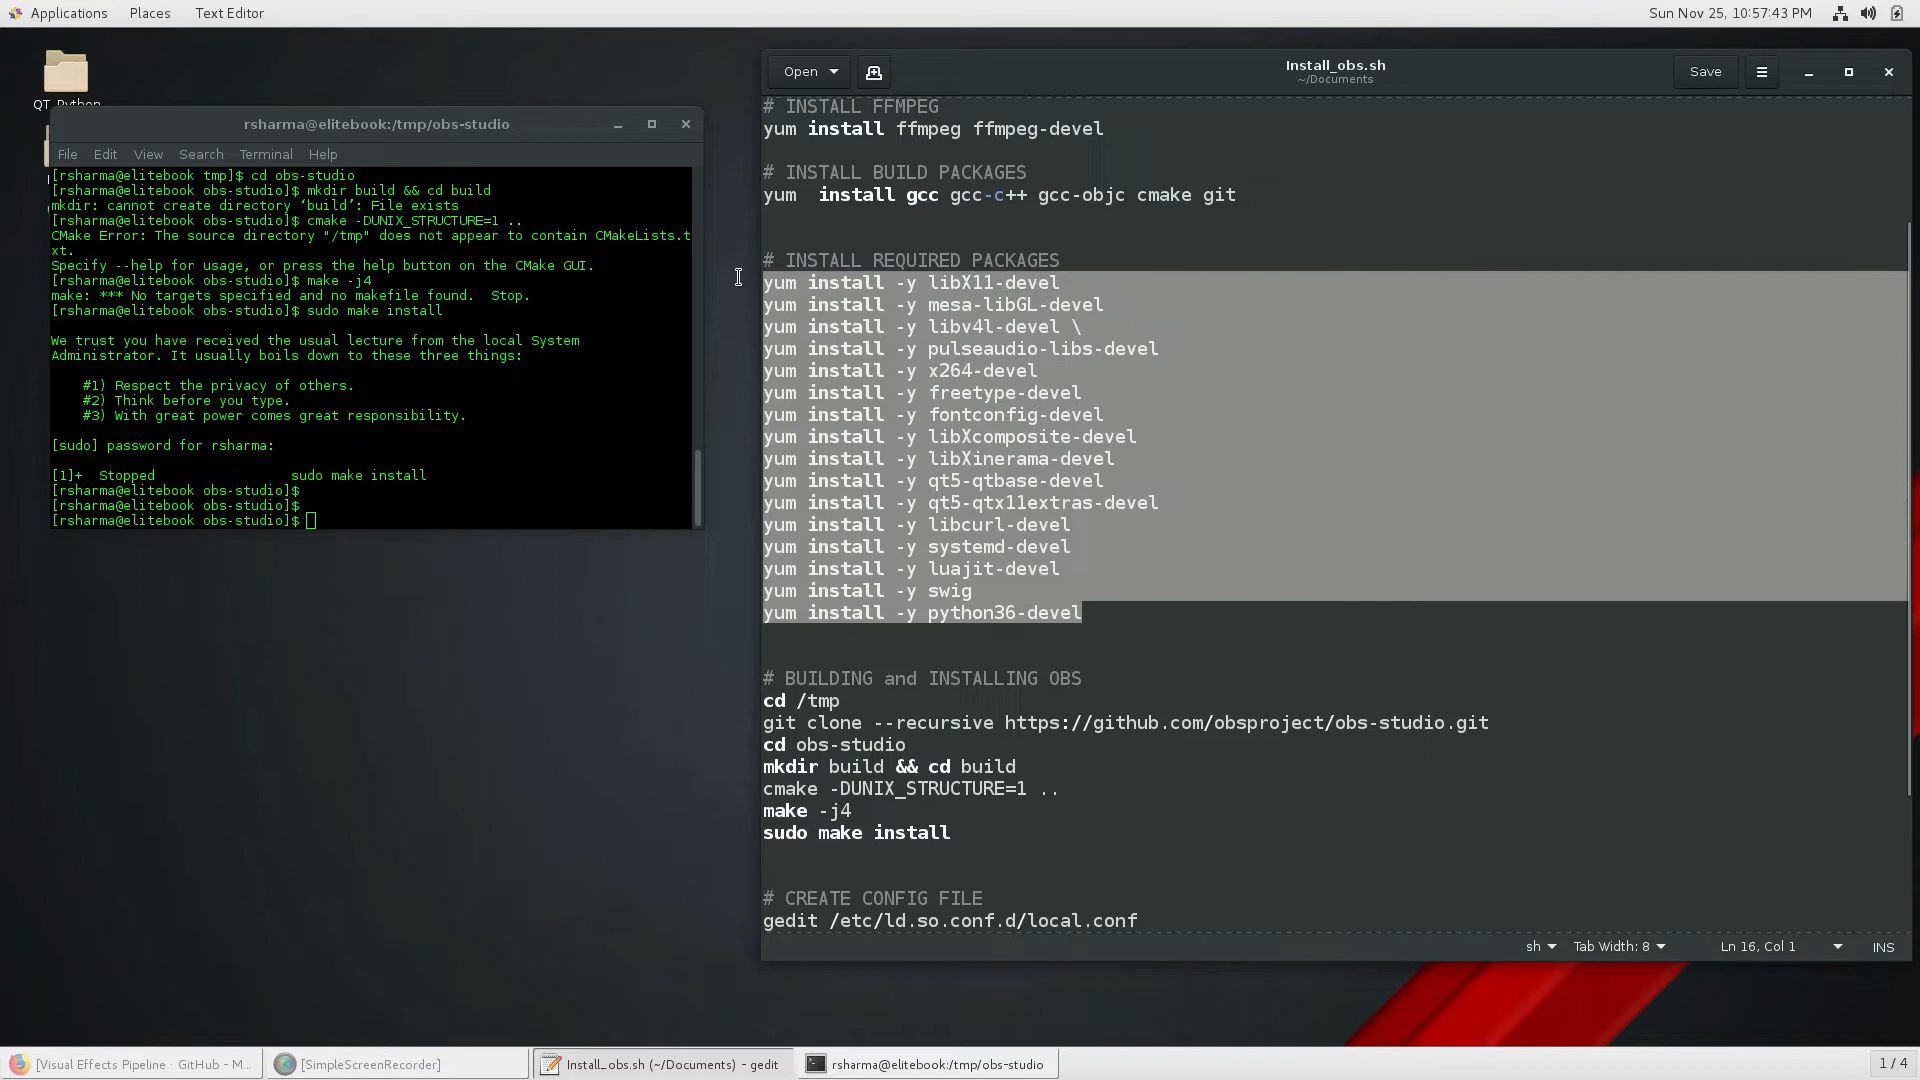 Applications Places Text Editor Sun Nov 25, 10:57:43 PM
QT_Python
rsharma@elitebook:/tmp/obs-studio
File Edit View Search Terminal Help
[rsharma@elitebook tmp]$ cd obs-studio
[rsharma@elitebook obs-studio]$ mkdir build && cd build
mkdir: cannot create directory ‘build’: File exists
[rsharma@elitebook obs-studio]$ cmake -DUNIX_STRUCTURE=1 ..
CMake Error: The source directory "/tmp" does not appear to contain CMakeLists.t
xt.
Specify --help for usage, or press the help button on the CMake GUI.
[rsharma@elitebook obs-studio]$ make -j4
make: *** No targets specified and no makefile found.  Stop.
[rsharma@elitebook obs-studio]$ sudo make install
We trust you have received the usual lecture from the local System
Administrator. It usually boils down to these three things:
#1) Respect the privacy of others.
#2) Think before you type.
#3) With great power comes great responsibility.
[sudo] password for rsharma:
[1]+  Stopped                 sudo make install
[rsharma@elitebook obs-studio]$
[rsharma@elitebook obs-studio]$
[rsharma@elitebook obs-studio]$
Open Install_obs.sh Save
~/Documents
# INSTALL FFMPEG
yum install ffmpeg ffmpeg-devel
# INSTALL BUILD PACKAGES
yum  install gcc gcc-c++ gcc-objc cmake git
# INSTALL REQUIRED PACKAGES
yum install -y libX11-devel
yum install -y mesa-libGL-devel
yum install -y libv4l-devel \
yum install -y pulseaudio-libs-devel
yum install -y x264-devel
yum install -y freetype-devel
yum install -y fontconfig-devel
yum install -y libXcomposite-devel
yum install -y libXinerama-devel
yum install -y qt5-qtbase-devel
yum install -y qt5-qtx11extras-devel
yum install -y libcurl-devel
yum install -y systemd-devel
yum install -y luajit-devel
yum install -y swig
yum install -y python36-devel
# BUILDING and INSTALLING OBS
cd /tmp
git clone --recursive https://github.com/obsproject/obs-studio.git
cd obs-studio
mkdir build && cd build
cmake -DUNIX_STRUCTURE=1 ..
make -j4
sudo make install
# CREATE CONFIG FILE
gedit /etc/ld.so.conf.d/local.conf
sh Tab Width: 8 Ln 16, Col 1 INS
[Visual Effects Pipeline · GitHub - M... [SimpleScreenRecorder] Install_obs.sh (~/Documents) - gedit rsharma@elitebook:/tmp/obs-studio 1 / 4